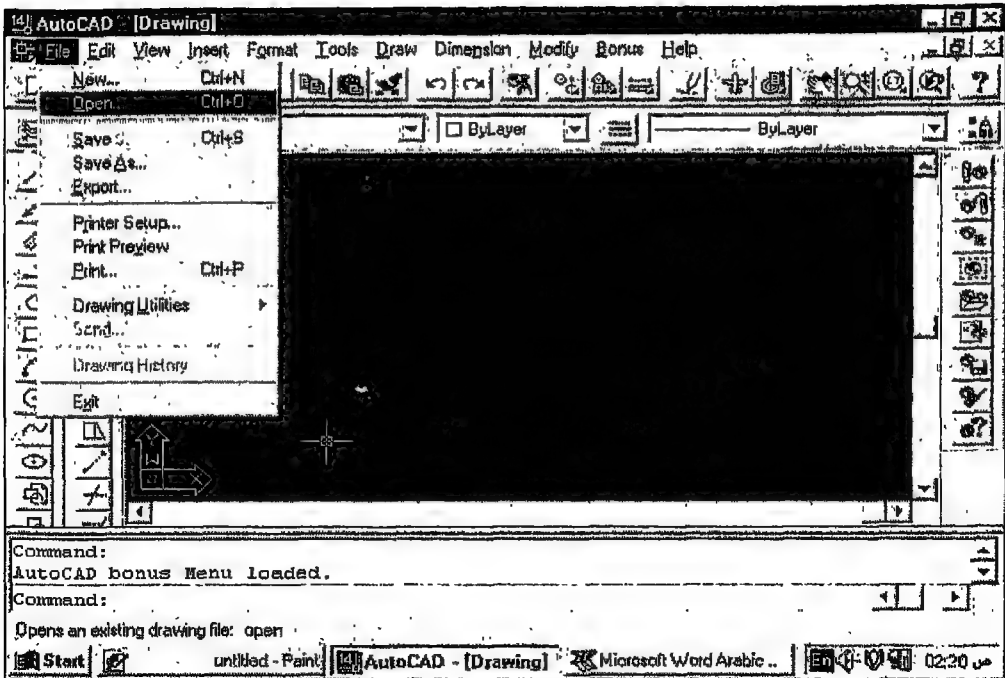 AutoCAD - [Drawing]
File Edit View Insert Format Tools Draw Dimension Modify Bonus Help
New... Ctrl+N
Open... Ctrl+O
ByLayer
ByLayer
Save Ctrl+S
Save As...
Export...
Printer Setup...
Print Preview
Print... Ctrl+P
Drawing Utilities
Send...
Drawing History
Exit
Y
W
X
Command:
AutoCAD bonus Menu loaded.
Command:
Opens an existing drawing file: open
Start untitled - Paint AutoCAD - [Drawing] Microsoft Word Arabic .. En 02:20 ص